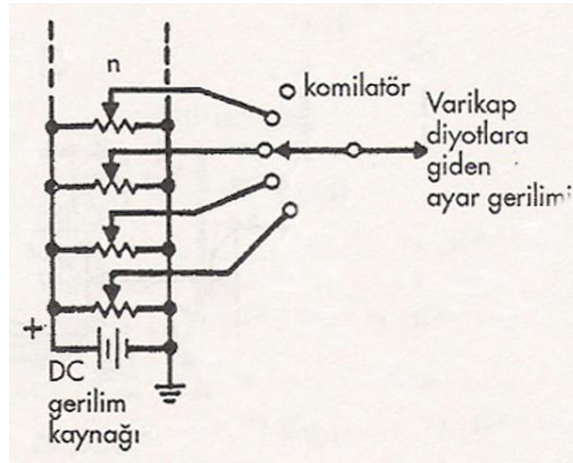 n
komilatör
Varikap
diyotlara
giden
ayar gerilimi
+
DC
gerilim
kaynağı